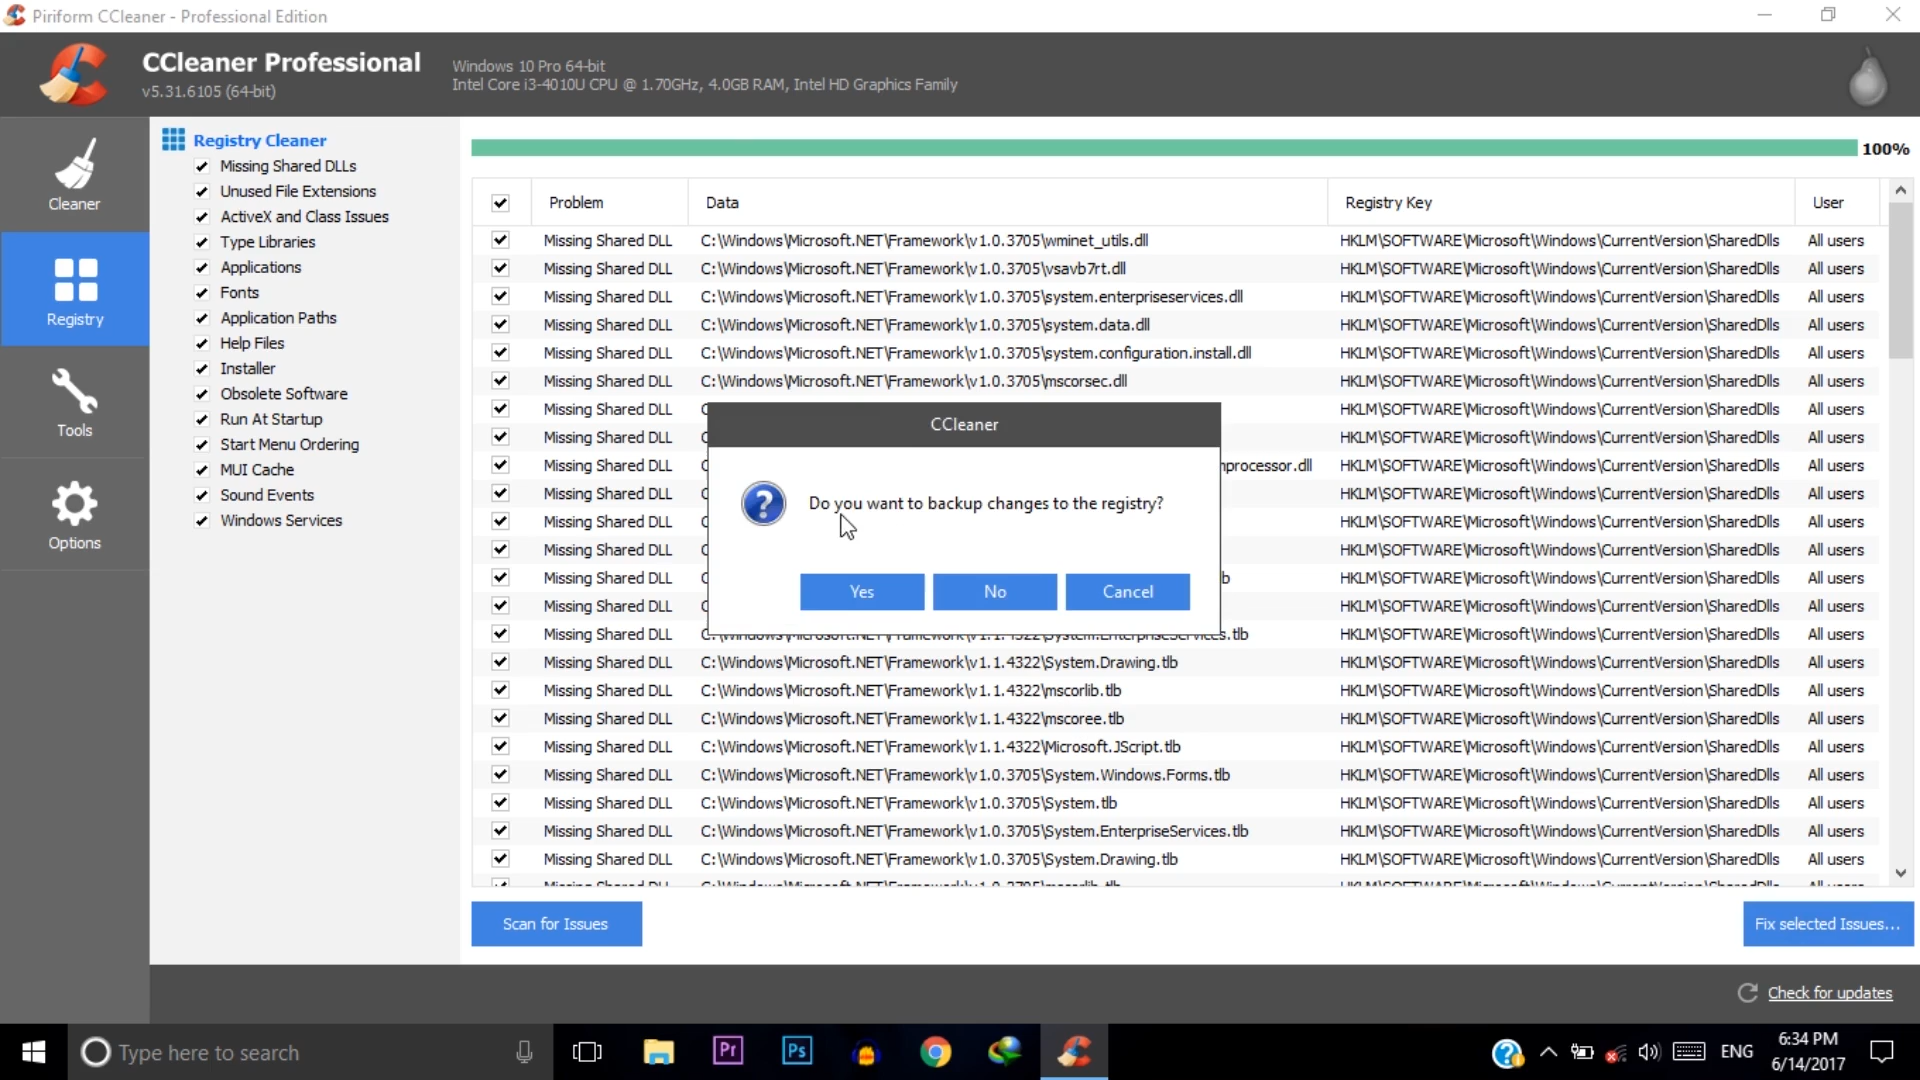 Piriform CCleaner - Professional Edition
CCleaner Professional
v5.31.6105 (64-bit)
Windows 10 Pro 64-bit
Intel Core i3-4010U CPU @ 1.70GHz, 4.0GB RAM, Intel HD Graphics Family
Cleaner
Registry
Tools
Options
Registry Cleaner
Missing Shared DLLs
Unused File Extensions
ActiveX and Class Issues
Type Libraries
Applications
Fonts
Application Paths
Help Files
Installer
Obsolete Software
Run At Startup
Start Menu Ordering
MUI Cache
Sound Events
Windows Services
100%
Problem Data Registry Key User
Missing Shared DLL C:\Windows\Microsoft.NET\Framework\v1.0.3705\wminet_utils.dll HKLM\SOFTWARE\Microsoft\Windows\CurrentVersion\SharedDlls All users
Missing Shared DLL C:\Windows\Microsoft.NET\Framework\v1.0.3705\vsavb7rt.dll HKLM\SOFTWARE\Microsoft\Windows\CurrentVersion\SharedDlls All users
Missing Shared DLL C:\Windows\Microsoft.NET\Framework\v1.0.3705\system.enterpriseservices.dll HKLM\SOFTWARE\Microsoft\Windows\CurrentVersion\SharedDlls All users
Missing Shared DLL C:\Windows\Microsoft.NET\Framework\v1.0.3705\system.data.dll HKLM\SOFTWARE\Microsoft\Windows\CurrentVersion\SharedDlls All users
Missing Shared DLL C:\Windows\Microsoft.NET\Framework\v1.0.3705\system.configuration.install.dll HKLM\SOFTWARE\Microsoft\Windows\CurrentVersion\SharedDlls All users
Missing Shared DLL C:\Windows\Microsoft.NET\Framework\v1.0.3705\mscorsec.dll HKLM\SOFTWARE\Microsoft\Windows\CurrentVersion\SharedDlls All users
Missing Shared DLL HKLM\SOFTWARE\Microsoft\Windows\CurrentVersion\SharedDlls All users
Missing Shared DLL HKLM\SOFTWARE\Microsoft\Windows\CurrentVersion\SharedDlls All users
Missing Shared DLL processor.dll HKLM\SOFTWARE\Microsoft\Windows\CurrentVersion\SharedDlls All users
Missing Shared DLL HKLM\SOFTWARE\Microsoft\Windows\CurrentVersion\SharedDlls All users
Missing Shared DLL HKLM\SOFTWARE\Microsoft\Windows\CurrentVersion\SharedDlls All users
Missing Shared DLL HKLM\SOFTWARE\Microsoft\Windows\CurrentVersion\SharedDlls All users
Missing Shared DLL b HKLM\SOFTWARE\Microsoft\Windows\CurrentVersion\SharedDlls All users
Missing Shared DLL HKLM\SOFTWARE\Microsoft\Windows\CurrentVersion\SharedDlls All users
Missing Shared DLL C:\Windows\Microsoft.NET\Framework\v1.1.4322\System.EnterpriseServices.tlb HKLM\SOFTWARE\Microsoft\Windows\CurrentVersion\SharedDlls All users
Missing Shared DLL C:\Windows\Microsoft.NET\Framework\v1.1.4322\System.Drawing.tlb HKLM\SOFTWARE\Microsoft\Windows\CurrentVersion\SharedDlls All users
Missing Shared DLL C:\Windows\Microsoft.NET\Framework\v1.1.4322\mscorlib.tlb HKLM\SOFTWARE\Microsoft\Windows\CurrentVersion\SharedDlls All users
Missing Shared DLL C:\Windows\Microsoft.NET\Framework\v1.1.4322\mscoree.tlb HKLM\SOFTWARE\Microsoft\Windows\CurrentVersion\SharedDlls All users
Missing Shared DLL C:\Windows\Microsoft.NET\Framework\v1.1.4322\Microsoft.JScript.tlb HKLM\SOFTWARE\Microsoft\Windows\CurrentVersion\SharedDlls All users
Missing Shared DLL C:\Windows\Microsoft.NET\Framework\v1.0.3705\System.Windows.Forms.tlb HKLM\SOFTWARE\Microsoft\Windows\CurrentVersion\SharedDlls All users
Missing Shared DLL C:\Windows\Microsoft.NET\Framework\v1.0.3705\System.tlb HKLM\SOFTWARE\Microsoft\Windows\CurrentVersion\SharedDlls All users
Missing Shared DLL C:\Windows\Microsoft.NET\Framework\v1.0.3705\System.EnterpriseServices.tlb HKLM\SOFTWARE\Microsoft\Windows\CurrentVersion\SharedDlls All users
Missing Shared DLL C:\Windows\Microsoft.NET\Framework\v1.0.3705\System.Drawing.tlb HKLM\SOFTWARE\Microsoft\Windows\CurrentVersion\SharedDlls All users
CCleaner
Do you want to backup changes to the registry?
Yes No Cancel
Scan for Issues
Fix selected Issues...
Check for updates
Type here to search
Pr
Ps
ENG
6:34 PM
6/14/2017